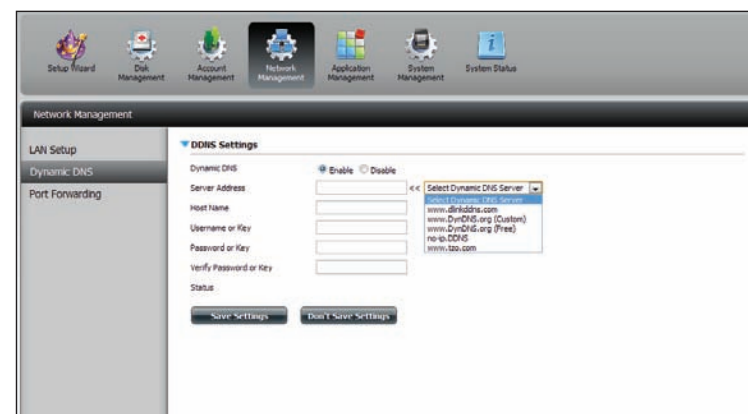 Setup Wizard
Disk Management
Account Management
Network Management
Application Management
System Management
System Status
Network Management
LAN Setup
Dynamic DNS
Port Forwarding
DDNS Settings
Dynamic DNS Enable Disable
Server Address << Select Dynamic DNS Server
Select Dynamic DNS Server
www.dlinkddns.com
www.DynDNS.org (Custom)
www.DynDNS.org (Free)
no-ip.DDNS
www.tzo.com
Host Name
Username or Key
Password or Key
Verify Password or Key
Status
Save Settings Don't Save Settings